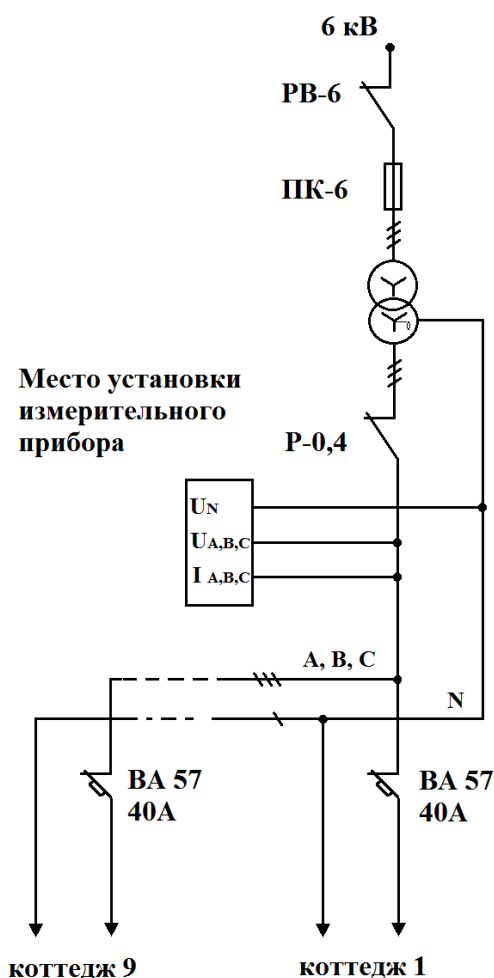 6 кВ
РВ-6
ПК-6
Место установки
измерительного
прибора
Р-0,4
UN
UA,B,C
I A,B,C
А, В, С
N
ВА 57
40А
ВА 57
40А
коттедж 9
коттедж 1